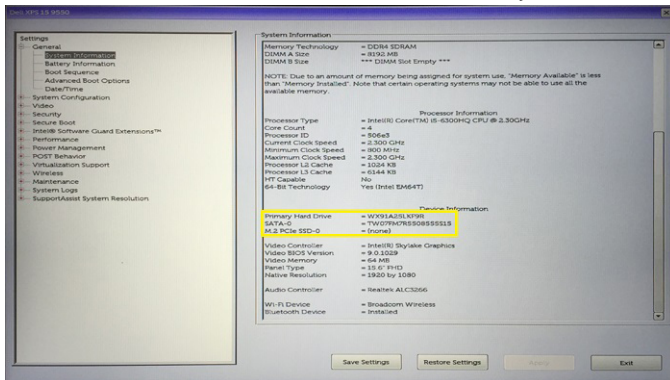 Dell XPS 15 9550
Settings
General
System Information
Battery Information
Boot Sequence
Advanced Boot Options
Date/Time
System Configuration
Video
Security
Secure Boot
Intel® Software Guard Extensions™
Performance
Power Management
POST Behavior
Virtualization Support
Wireless
Maintenance
System Logs
SupportAssist System Resolution
System Information
Memory Technology = DDR4 SDRAM
DIMM A Size = 8192 MB
DIMM B Size *** DIMM Slot Empty ***
NOTE: Due to an amount of memory being assigned for system use, "Memory Available" is less
than "Memory Installed". Note that certain operating systems may not be able to use all the
available memory.
Processor Information
Processor Type = Intel(R) Core(TM) i5-6300HQ CPU @ 2.30GHz
Core Count = 4
Processor ID = 506e3
Current Clock Speed = 2.300 GHz
Minimum Clock Speed = 800 MHz
Maximum Clock Speed = 2.300 GHz
Processor L2 Cache = 1024 KB
Processor L3 Cache = 6144 KB
HT Capable No
64-Bit Technology Yes (Intel EM64T)
Device Information
Primary Hard Drive =
SATA-0 =
M.2 PCIe SSD-0 = (none)
Video Controller = Intel(R) Skylake Graphics
Video BIOS Version = 9.0.1029
Video Memory = 64 MB
Panel Type = 15.6" FHD
Native Resolution = 1920 by 1080
Audio Controller = Realtek ALC3266
Wi-Fi Device = Broadcom Wireless
Bluetooth Device = Installed
Save Settings
Restore Settings
Apply
Exit